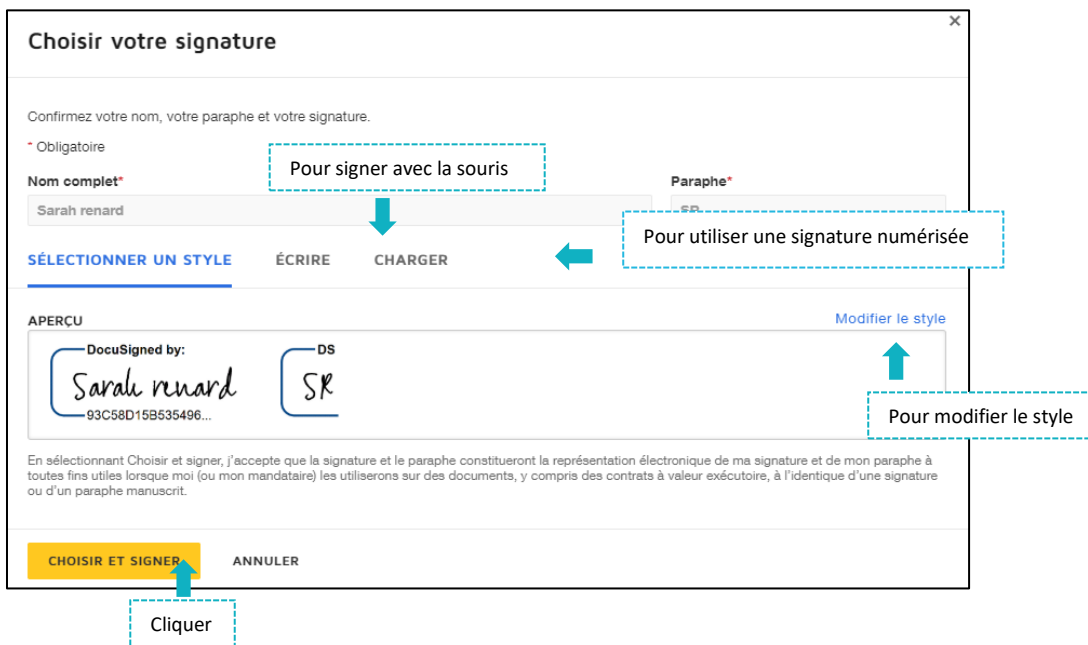 ×
Choisir votre signature
Confirmez votre nom, votre paraphe et votre signature.
* Obligatoire
Pour signer avec la souris
Nom complet*
Paraphe*
Sarah renard
SR
Pour utiliser une signature numérisée
SÉLECTIONNER UN STYLE
ÉCRIRE
CHARGER
APERÇU
Modifier le style
DocuSigned by:
DS
Sarah renard
SR
93C58D15B535496...
Pour modifier le style
En sélectionnant Choisir et signer, j'accepte que la signature et le paraphe constitueront la représentation électronique de ma signature et de mon paraphe à
toutes fins utiles lorsque moi (ou mon mandataire) les utiliserons sur des documents, y compris des contrats à valeur exécutoire, à l'identique d'une signature
ou d'un paraphe manuscrit.
CHOISIR ET SIGNER
ANNULER
Cliquer